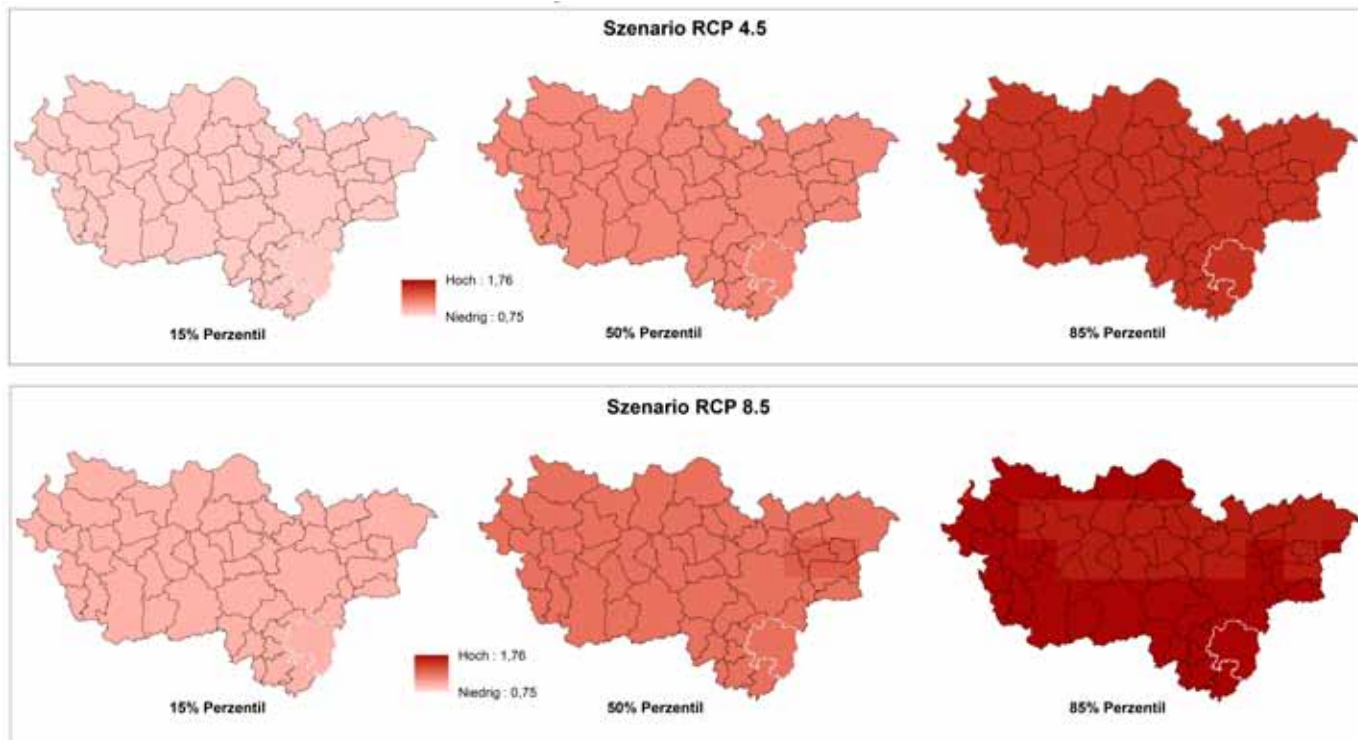 Szenario RCP 4.5
Hoch : 1,76
Niedrig : 0,75
15% Perzentil
50% Perzentil
85% Perzentil
Szenario RCP 8.5
Hoch : 1,76
Niedrig : 0,75
15% Perzentil
50% Perzentil
85% Perzentil